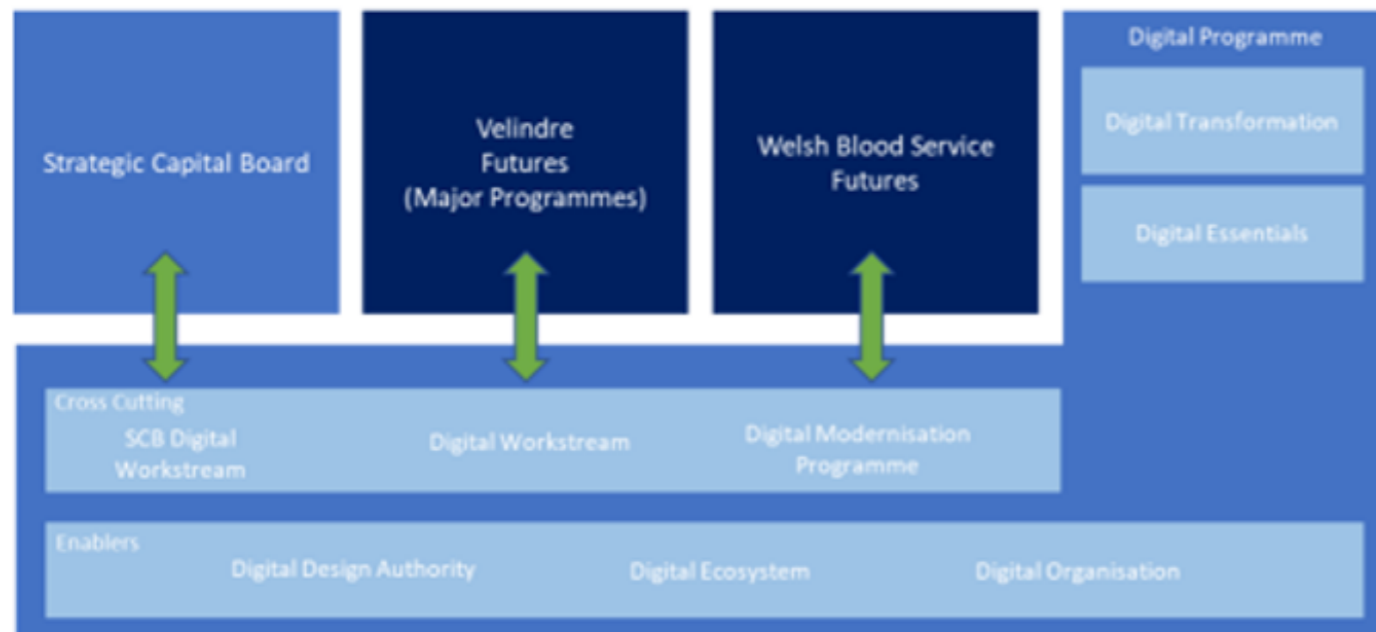 Digital Programme
Strategic Capital Board
Velindre
Futures
(Major Programmes)
Welsh Blood Service
Futures
Digital Transformation
Digital Essentials
Cross Cutting
SCB Digital
Workstream
Digital Workstream
Digital Modernisation
Programme
Enablers
Digital Design Authority
Digital Ecosystem
Digital Organisation